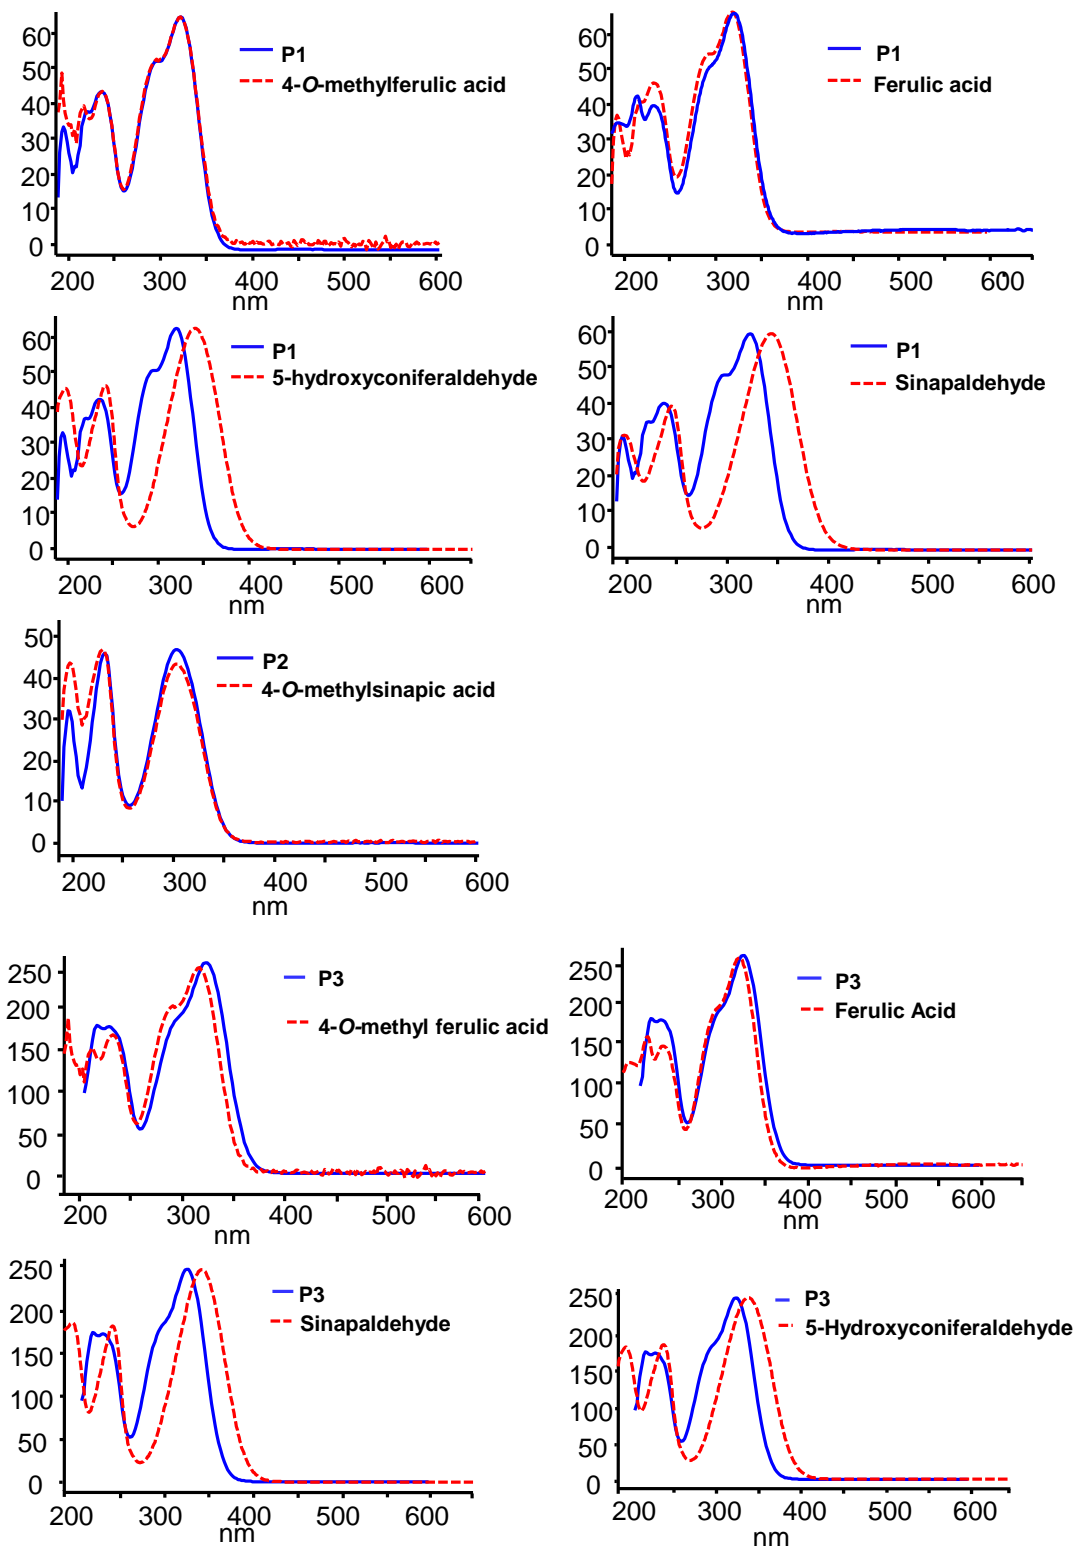 60
50
40
30
20
10
0
P1
4-O-methylferulic acid
200 300 400 500 600
nm
60
50
40
30
20
10
0
P1
Ferulic acid
200 300 400 500 600
nm
60
50
40
30
20
10
0
P1
5-hydroxyconiferaldehyde
200 300 400 500 600
nm
60
50
40
30
20
10
0
P1
Sinapaldehyde
200 300 400 500 600
nm
50
40
30
20
10
0
P2
4-O-methylsinapic acid
200 300 400 500 600
nm
250
200
150
100
50
0
P3
4-O-methyl ferulic acid
200 300 400 500 600
nm
250
200
150
100
50
0
P3
Ferulic Acid
200 300 400 500 600
nm
250
200
150
100
50
0
P3
Sinapaldehyde
200 300 400 500 600
nm
250
200
150
100
50
0
P3
5-Hydroxyconiferaldehyde
200 300 400 500 600
nm